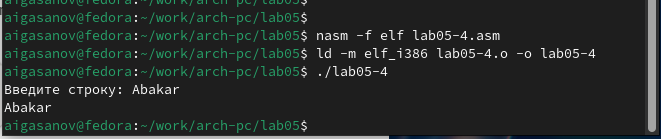 aigasanov@fedora:~/work/arch-pc/lab05$
aigasanov@fedora:~/work/arch-pc/lab05$
aigasanov@fedora:~/work/arch-pc/lab05$ nasm -f elf lab05-4.asm
aigasanov@fedora:~/work/arch-pc/lab05$ ld -m elf_i386 lab05-4.o -o lab05-4
aigasanov@fedora:~/work/arch-pc/lab05$ ./lab05-4
Введите строку: Abakar
Abakar
aigasanov@fedora:~/work/arch-pc/lab05$